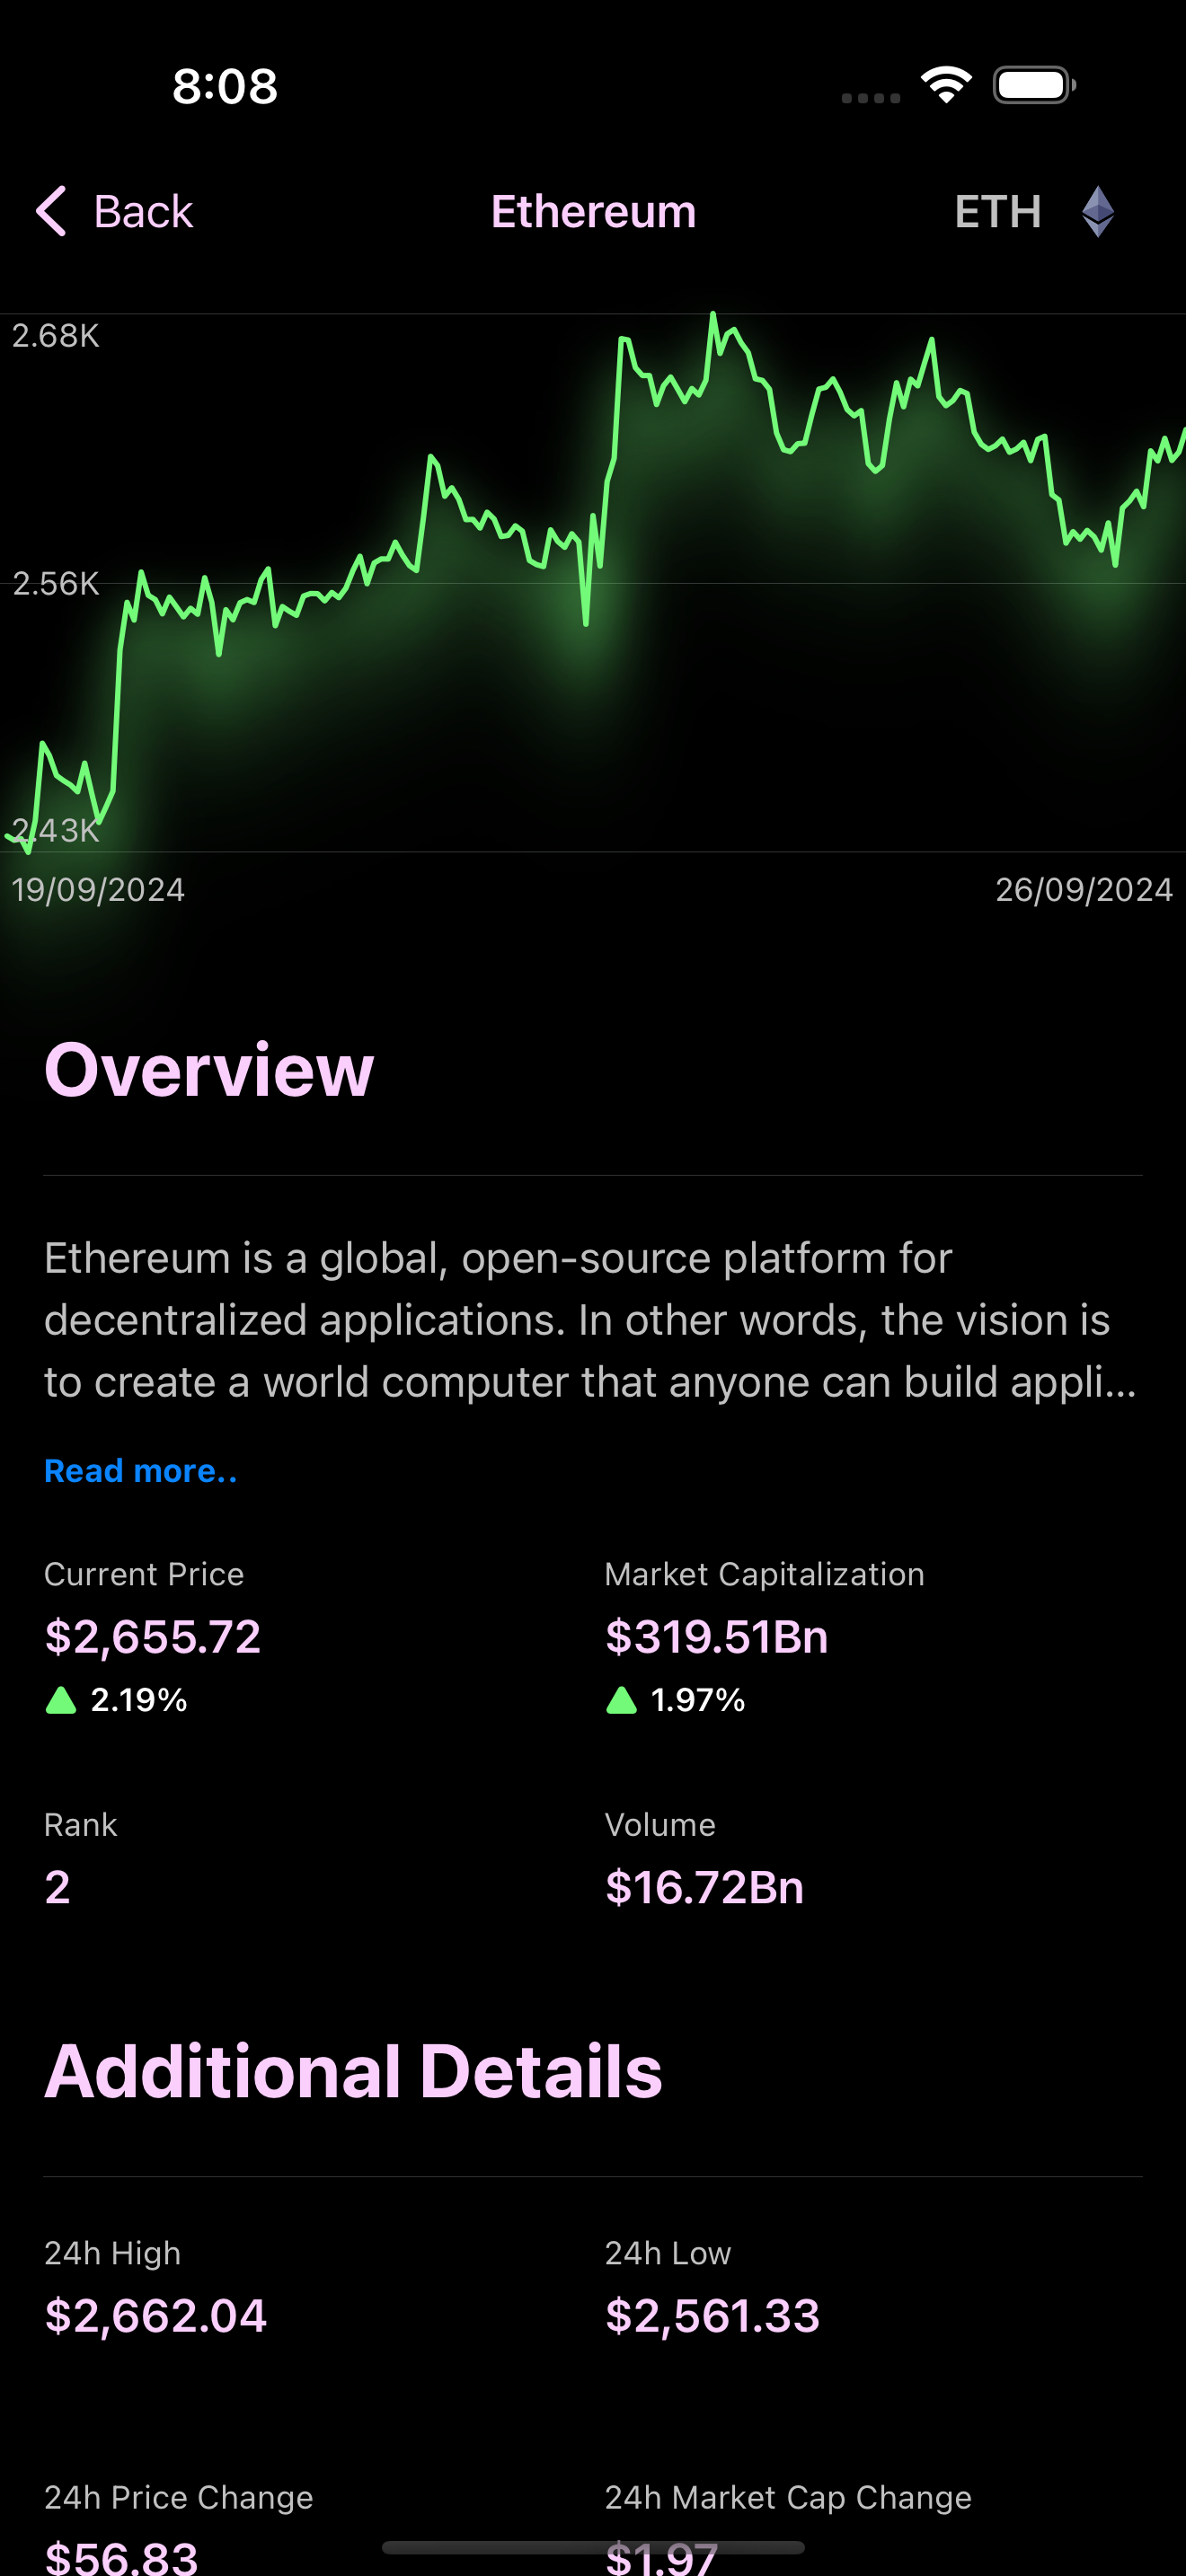 8:08
Back
Ethereum
ETH
2.68K
2.56K
2.43K
19/09/2024
26/09/2024
Overview
Ethereum is a global, open-source platform for
decentralized applications. In other words, the vision is
to create a world computer that anyone can build appli...
Read more..
Current Price
Market Capitalization
$2,655.72
$319.51Bn
2.19%
1.97%
Rank
Volume
2
$16.72Bn
Additional Details
24h High
24h Low
$2,662.04
$2,561.33
24h Price Change
24h Market Cap Change
$56.83
$1.97